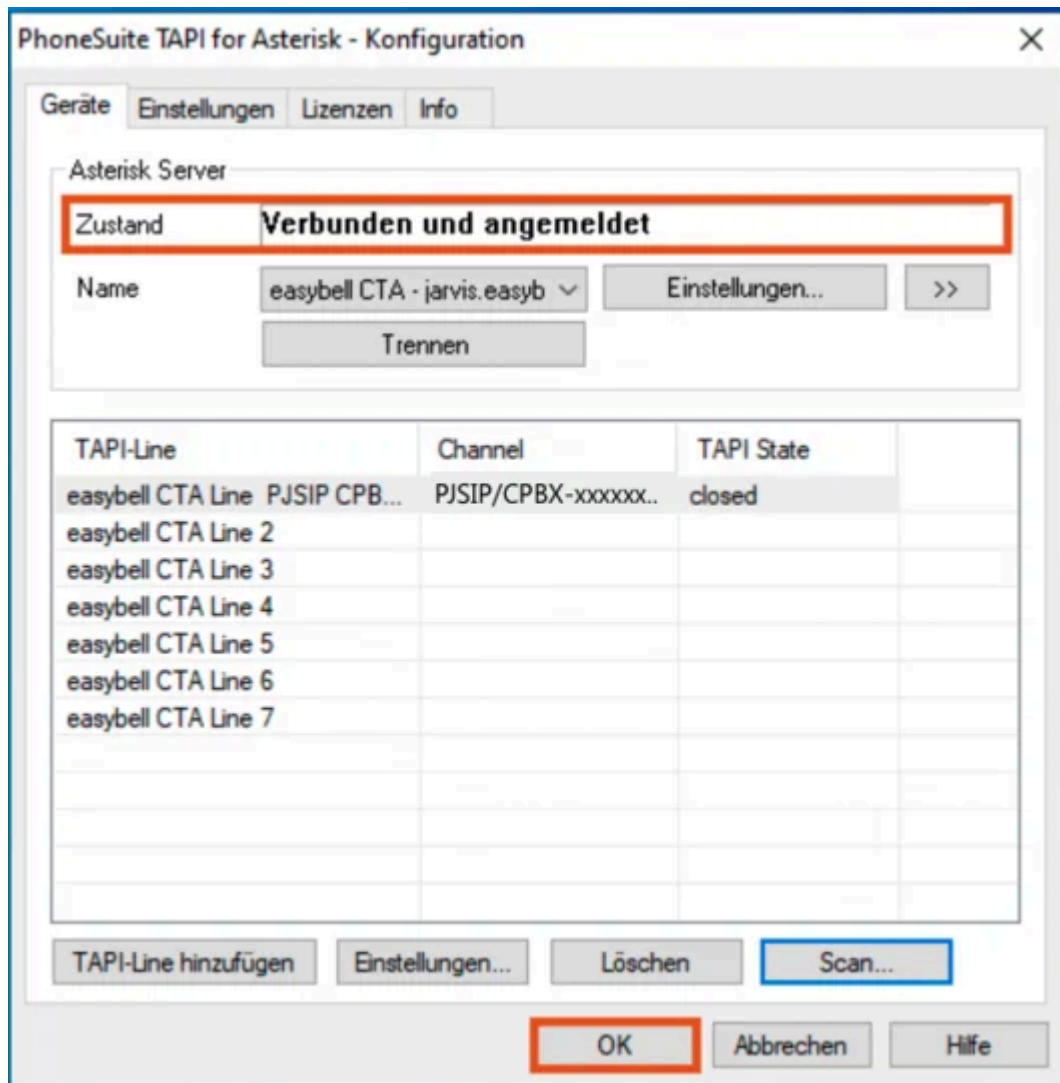 PhoneSuite TAPI for Asterisk - Konfiguration
Geräte Einstellungen Lizenzen Info
Asterisk Server
Zustand Verbunden und angemeldet
Name easybell CTA - jarvis.easyb Einstellungen... >>
Trennen
TAPI-Line Channel TAPI State
easybell CTA Line PJSIP CPB... PJSIP/CPBX-xxxxxx.. closed
easybell CTA Line 2
easybell CTA Line 3
easybell CTA Line 4
easybell CTA Line 5
easybell CTA Line 6
easybell CTA Line 7
TAPI-Line hinzufügen Einstellungen... Löschen Scan...
OK Abbrechen Hilfe